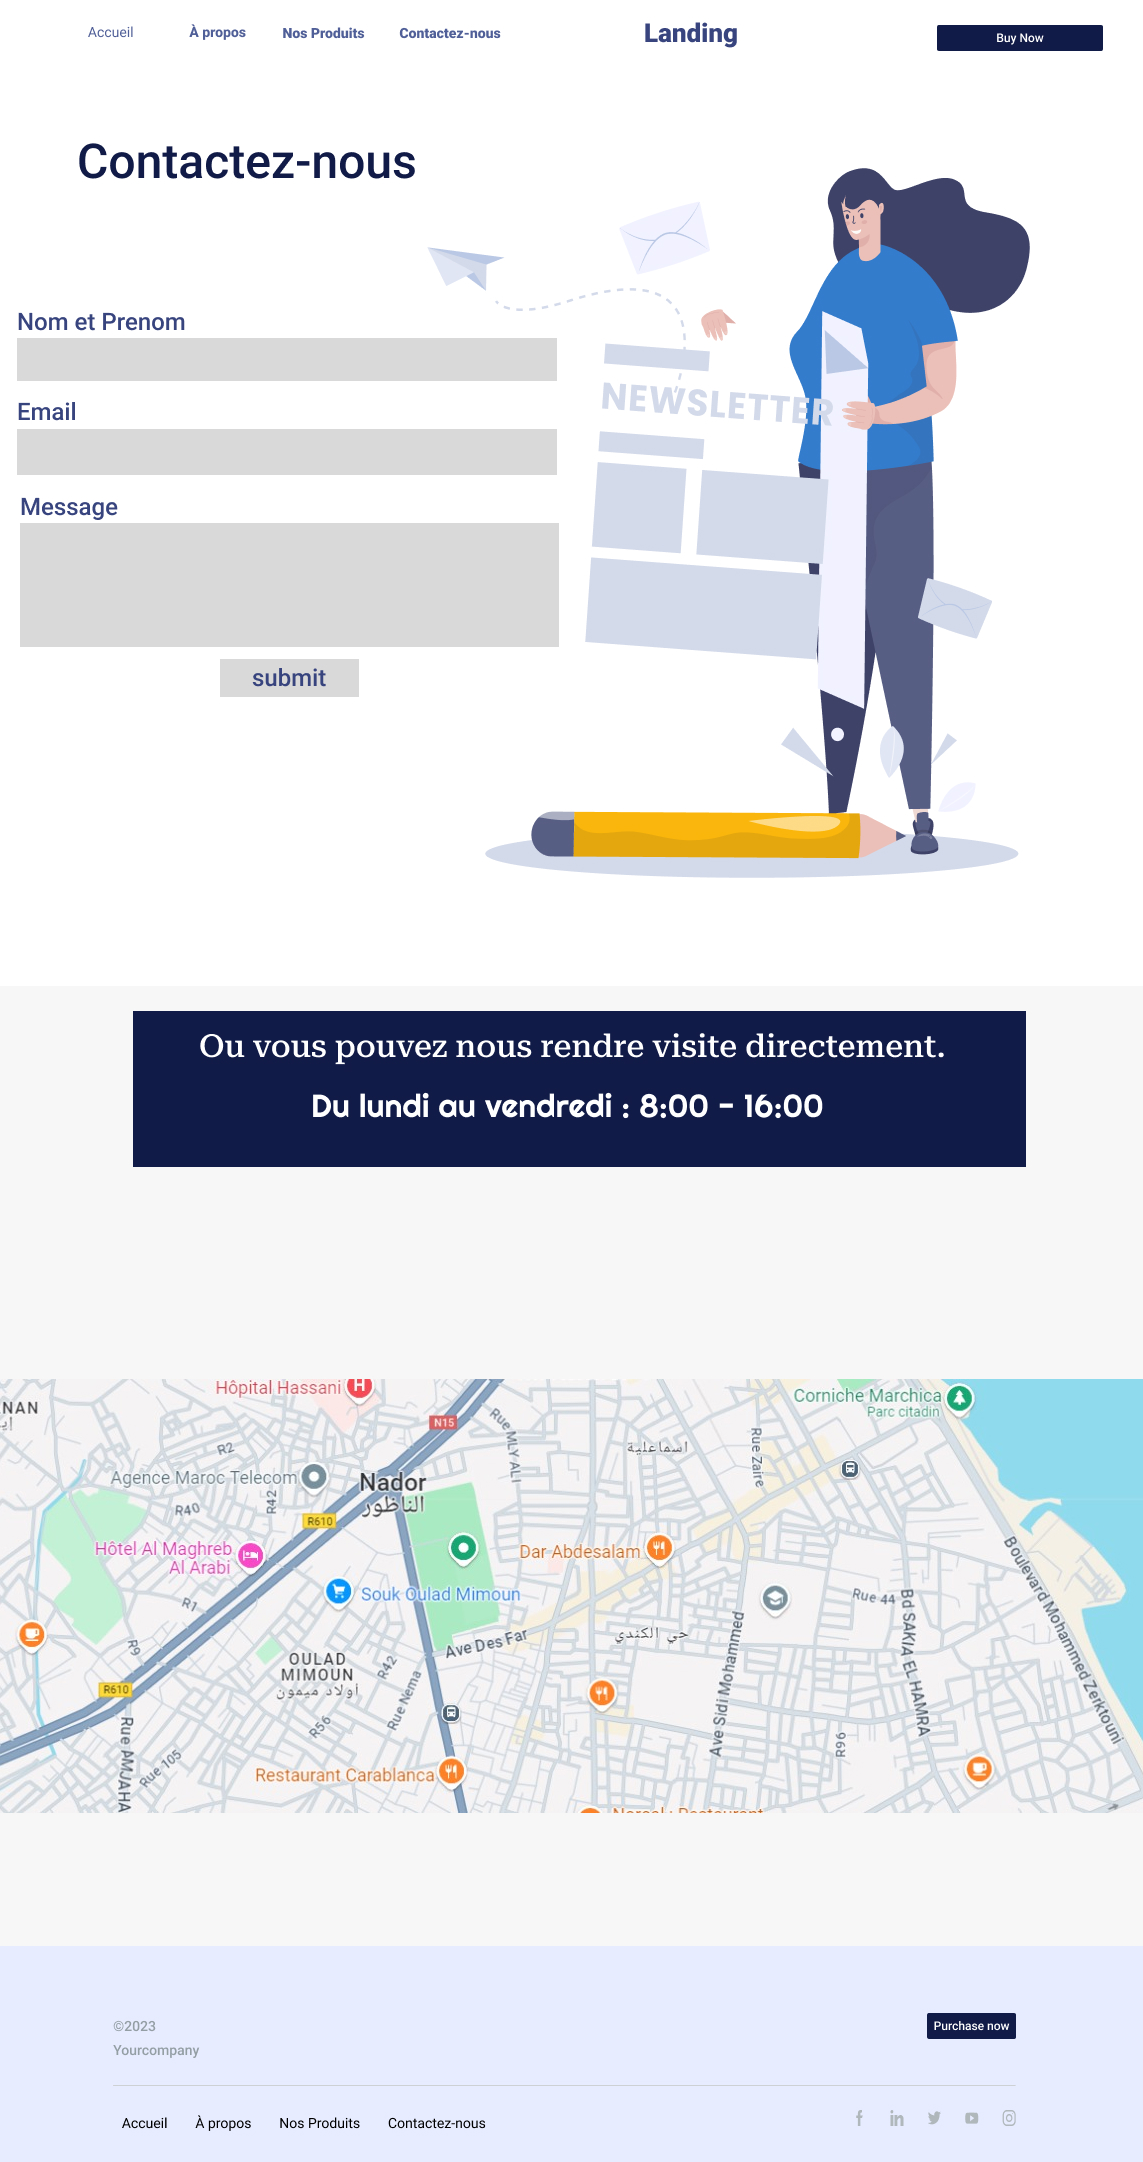 Accueil À propos Nos Produits Contactez-nous Landing Buy Now
Contactez-nous
Nom et Prenom
Email
Message
submit
NEWSLETTER
Ou vous pouvez nous rendre visite directement.
Du lundi au vendredi : 8:00 - 16:00
Hôpital Hassani
H
Corniche Marchica
Parc citadin
NAN
N15
Rue MLY ALI
R2
اسماعلية
Rue Zaire
Agence Maroc Telecom
Nador
الناظور
R40
R42
R610
Hôtel Al Maghreb
Al Arabi
Dar Abdesalam
Souk Oulad Mimoun
Boulevard Mohammed Zerktouni
R1
Rue 44
Bd SAKIA EL HAMRA
R9
Ave Des Far
حي الكندي
Ave Sidi Mohammed
OULAD
MIMOUN
أولاد ميمون
R42
Rue Nema
R610
R56
R96
Rue AMJAHA
Rue 105
Restaurant Carablanca
©2023
Yourcompany
Purchase now
Accueil À propos Nos Produits Contactez-nous